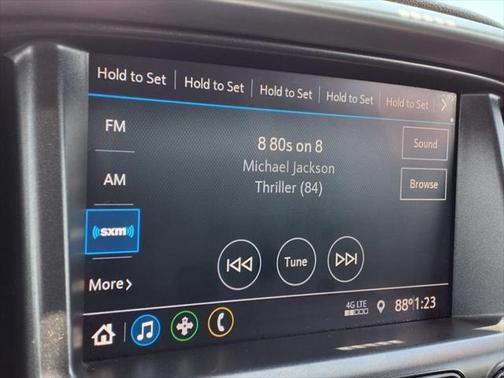 Hold to Set Hold to Set Hold to Set Hold to Set Hold to Set
FM
8 80s on 8
Sound
Michael Jackson
AM
Thriller (84)
Browse
sxm
Tune
More
4G LTE
88° 1:23